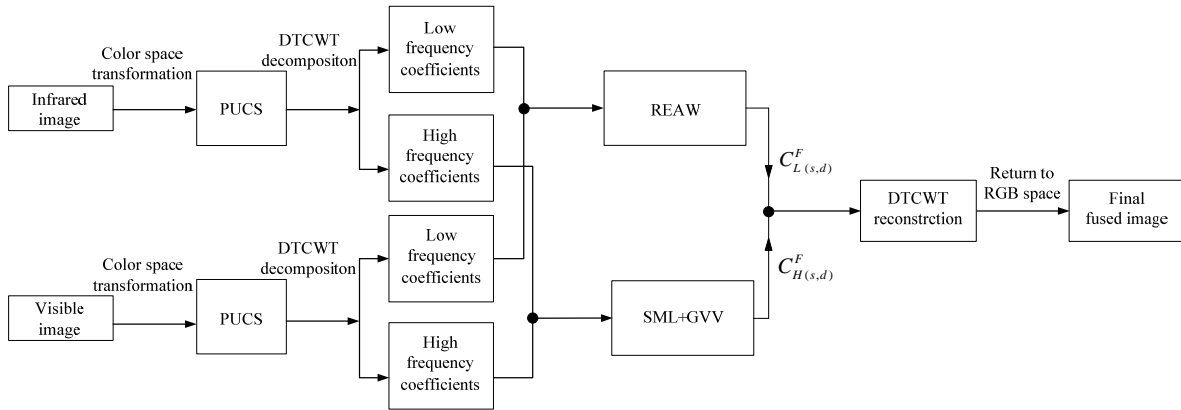 Color space
transformation
Infrared
image
PUCS
DTCWT
decompositon
Low
frequency
coefficients
High
frequency
coefficients
Color space
transformation
Visible
image
PUCS
DTCWT
decompositon
Low
frequency
coefficients
High
frequency
coefficients
REAW
SML+GVV
C^F_{L(s,d)}
C^F_{H(s,d)}
DTCWT
reconstrction
Return to
RGB space
Final
fused image